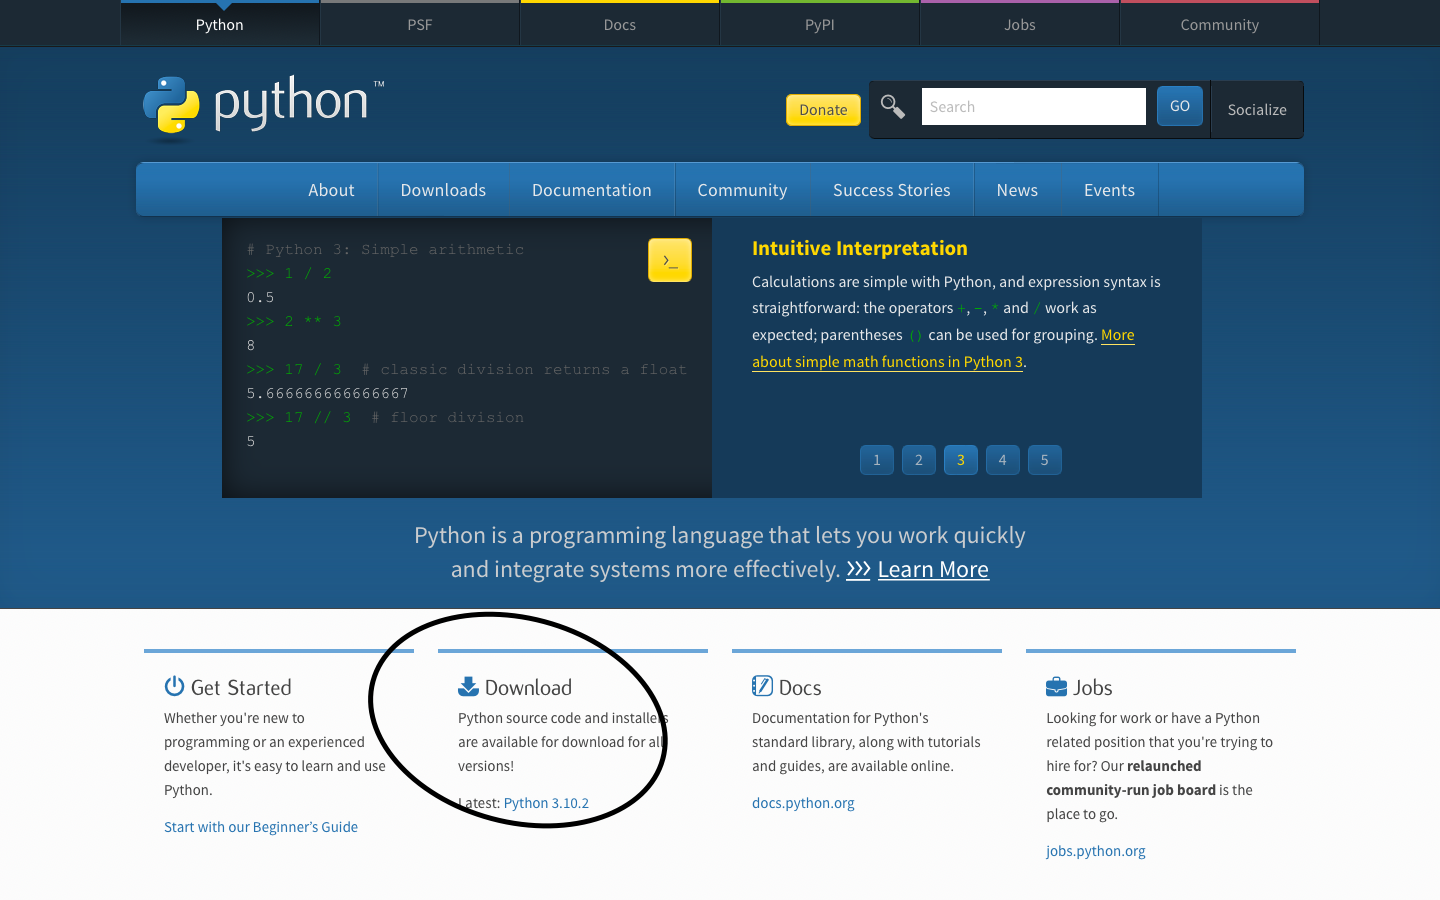 Python PSF Docs PyPI Jobs Community
python™
Donate Search GO Socialize
About Downloads Documentation Community Success Stories News Events
# Python 3: Simple arithmetic
>>> 1 / 2
0.5
>>> 2 ** 3
8
>>> 17 / 3  # classic division returns a float
5.666666666666667
>>> 17 // 3  # floor division
5
>_
Intuitive Interpretation
Calculations are simple with Python, and expression syntax is
straightforward: the operators +, -, * and / work as
expected; parentheses () can be used for grouping. More
about simple math functions in Python 3.
1 2 3 4 5
Python is a programming language that lets you work quickly
and integrate systems more effectively. >>> Learn More
Get Started
Whether you're new to
programming or an experienced
developer, it's easy to learn and use
Python.
Start with our Beginner’s Guide
Download
Python source code and installers
are available for download for all
versions!
Latest: Python 3.10.2
Docs
Documentation for Python's
standard library, along with tutorials
and guides, are available online.
docs.python.org
Jobs
Looking for work or have a Python
related position that you're trying to
hire for? Our relaunched
community-run job board is the
place to go.
jobs.python.org